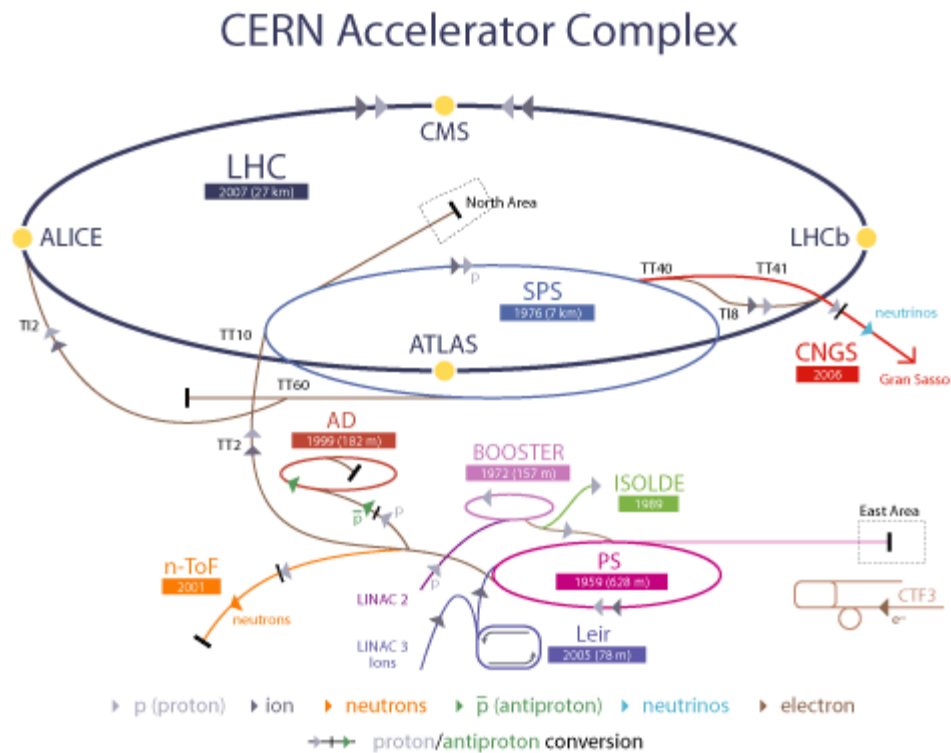 CERN Accelerator Complex
CMS
LHC
2007 (27 km)
North Area
ALICE
LHCb
TT40
TT41
SPS
1976 (7 km)
p
TI8
neutrinos
TI2
TT10
ATLAS
CNGS
2006
Gran Sasso
TT60
AD
1999 (182 m)
TT2
BOOSTER
1972 (157 m)
ISOLDE
1989
p
p̅
East Area
n-ToF
2001
PS
1959 (628 m)
p
LINAC 2
neutrons
CTF3
e⁻
LINAC 3
Ions
Leir
2005 (78 m)
p (proton)
ion
neutrons
p̅ (antiproton)
neutrinos
electron
proton/antiproton conversion